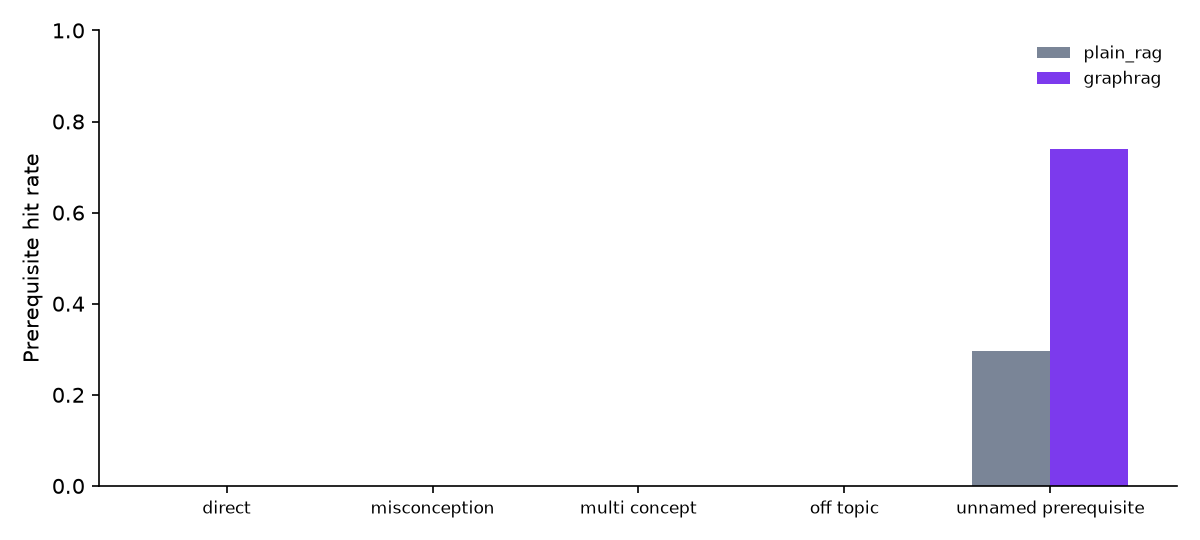 1.0
0.8
0.6
0.4
0.2
0.0
Prerequisite hit rate
plain_rag
graphrag
direct
misconception
multi concept
off topic
unnamed prerequisite